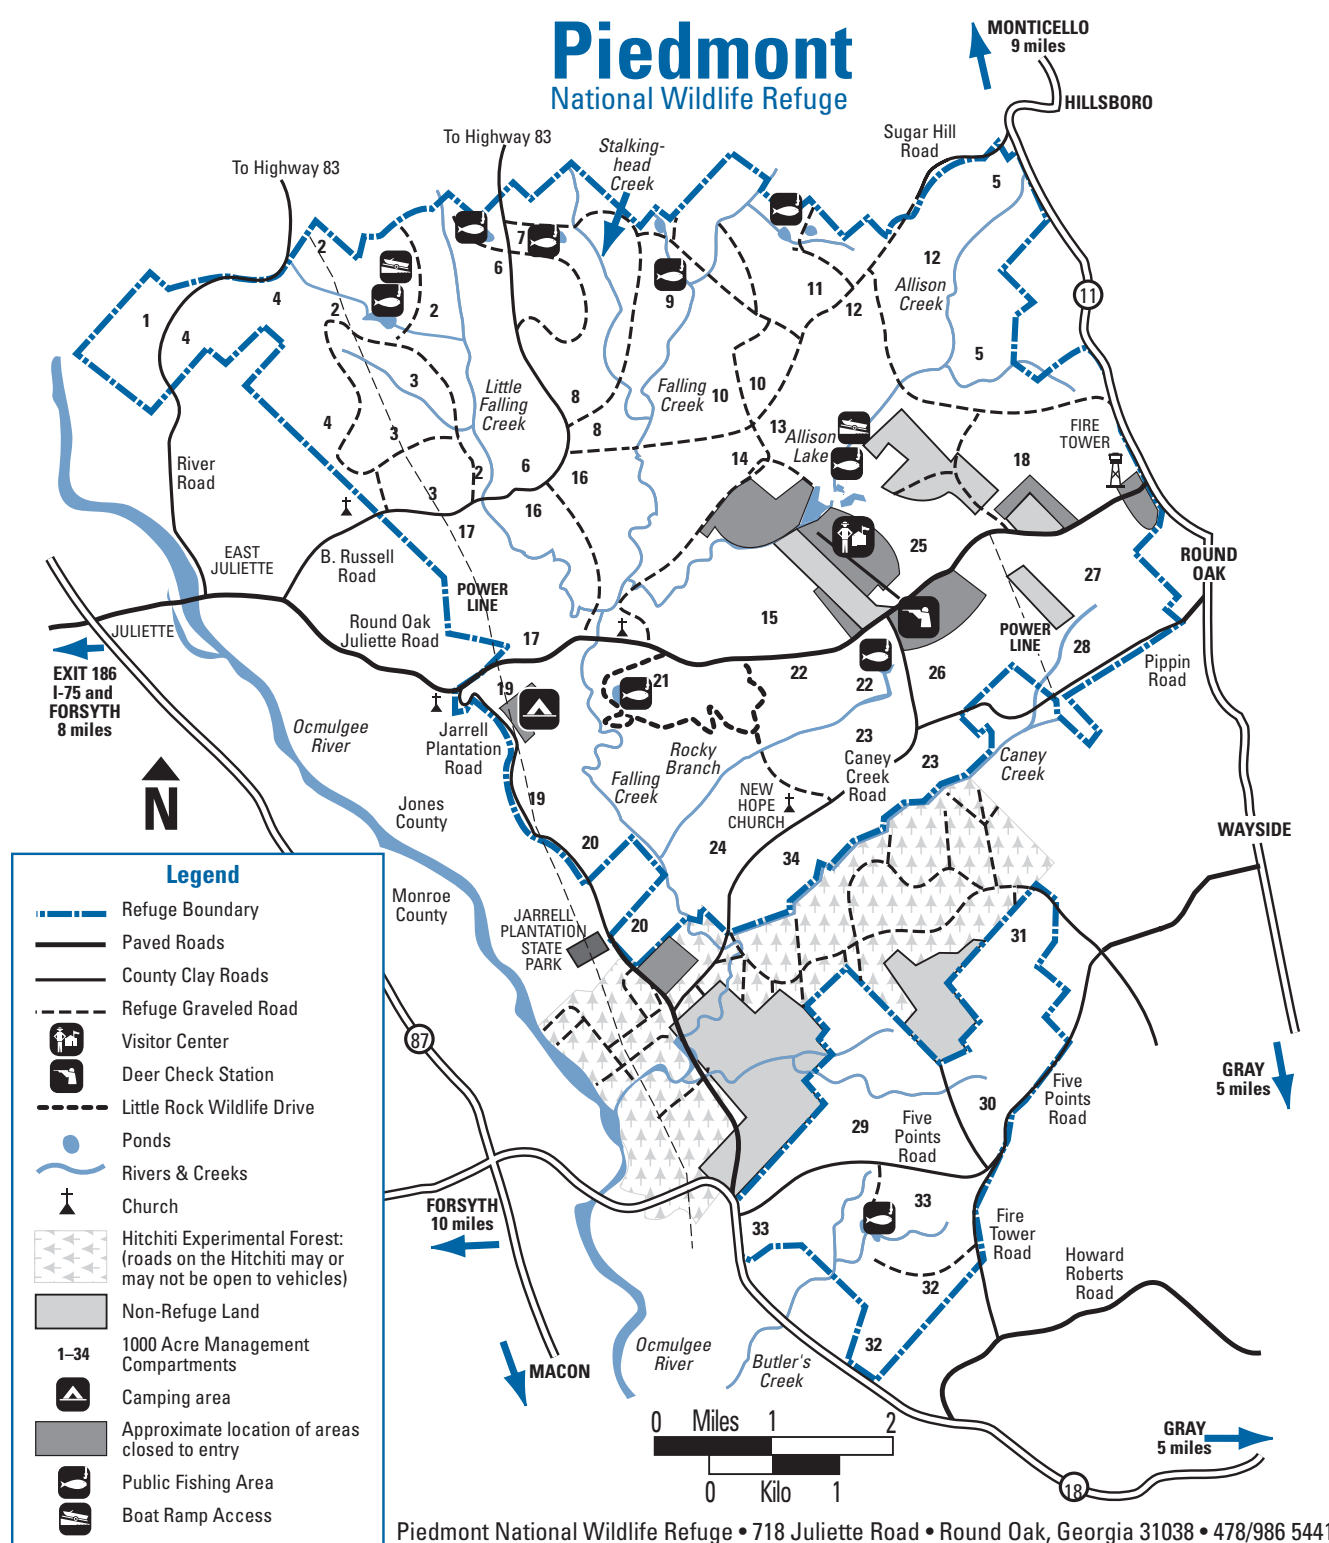 Piedmont
National Wildlife Refuge
MONTICELLO
9 miles
HILLSBORO
Sugar Hill
Road
To Highway 83
To Highway 83
Stalking-
head
Creek
5
2
7
6
12
Allison
Creek
11
12
9
11
4
2
2
1
4
3
5
Little
Falling
Creek
8
Falling
Creek
10
10
4
3
8
13
Allison
Lake
FIRE
TOWER
14
18
River
Road
2
6
16
3
16
17
25
ROUND
OAK
EAST
JULIETTE
B. Russell
Road
POWER
LINE
27
Round Oak
Juliette Road
JULIETTE
17
15
POWER
LINE
28
Pippin
Road
EXIT 186
I-75 and
FORSYTH
8 miles
19
21
22
22
26
Ocmulgee
River
Jarrell
Plantation
Road
Rocky
Branch
23
Caney
Creek
Road
23
Caney
Creek
Falling
Creek
N
Jones
County
19
NEW
HOPE
CHURCH
WAYSIDE
20
24
34
Monroe
County
JARRELL
PLANTATION
STATE
PARK
20
31
87
GRAY
5 miles
Five
Points
Road
30
29
Five
Points
Road
33
33
Fire
Tower
Road
FORSYTH
10 miles
Howard
Roberts
Road
32
32
MACON
Ocmulgee
River
Butler's
Creek
GRAY
5 miles
18
Legend
Refuge Boundary
Paved Roads
County Clay Roads
Refuge Graveled Road
Visitor Center
Deer Check Station
Little Rock Wildlife Drive
Ponds
Rivers & Creeks
Church
Hitchiti Experimental Forest:
(roads on the Hitchiti may or
may not be open to vehicles)
Non-Refuge Land
1–34 1000 Acre Management
Compartments
Camping area
Approximate location of areas
closed to entry
Public Fishing Area
Boat Ramp Access
0 Miles 1 2
0 Kilo 1
Piedmont National Wildlife Refuge • 718 Juliette Road • Round Oak, Georgia 31038 • 478/986 5441